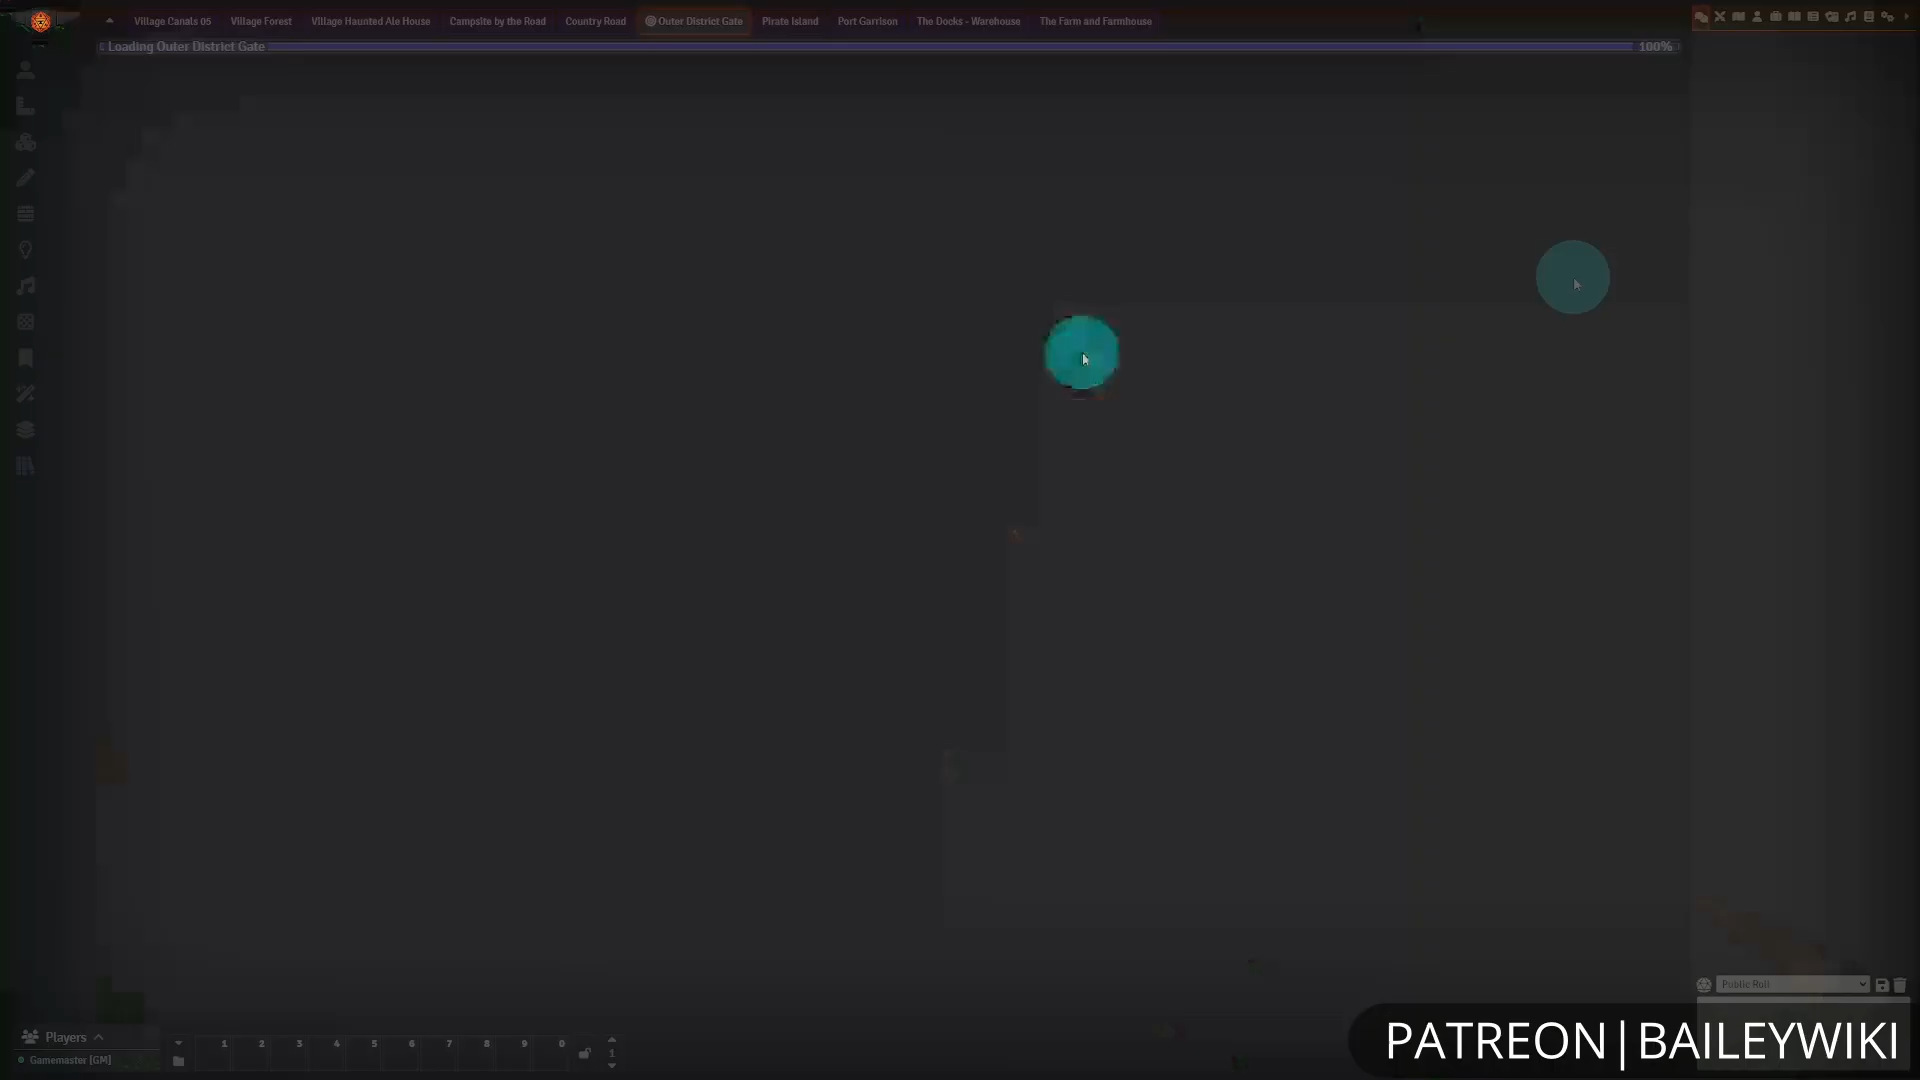 Village Canals 05 Village Forest Village Haunted Ale House Campsite by the Road Country Road Outer District Gate Pirate Island Port Garrison The Docks - Warehouse The Farm and Farmhouse
Loading Outer District Gate 100%
Public Roll
Players
1 2 3 4 5 6 7 8 9 0
1
Gamemaster [GM]
PATREON|BAILEYWIKI